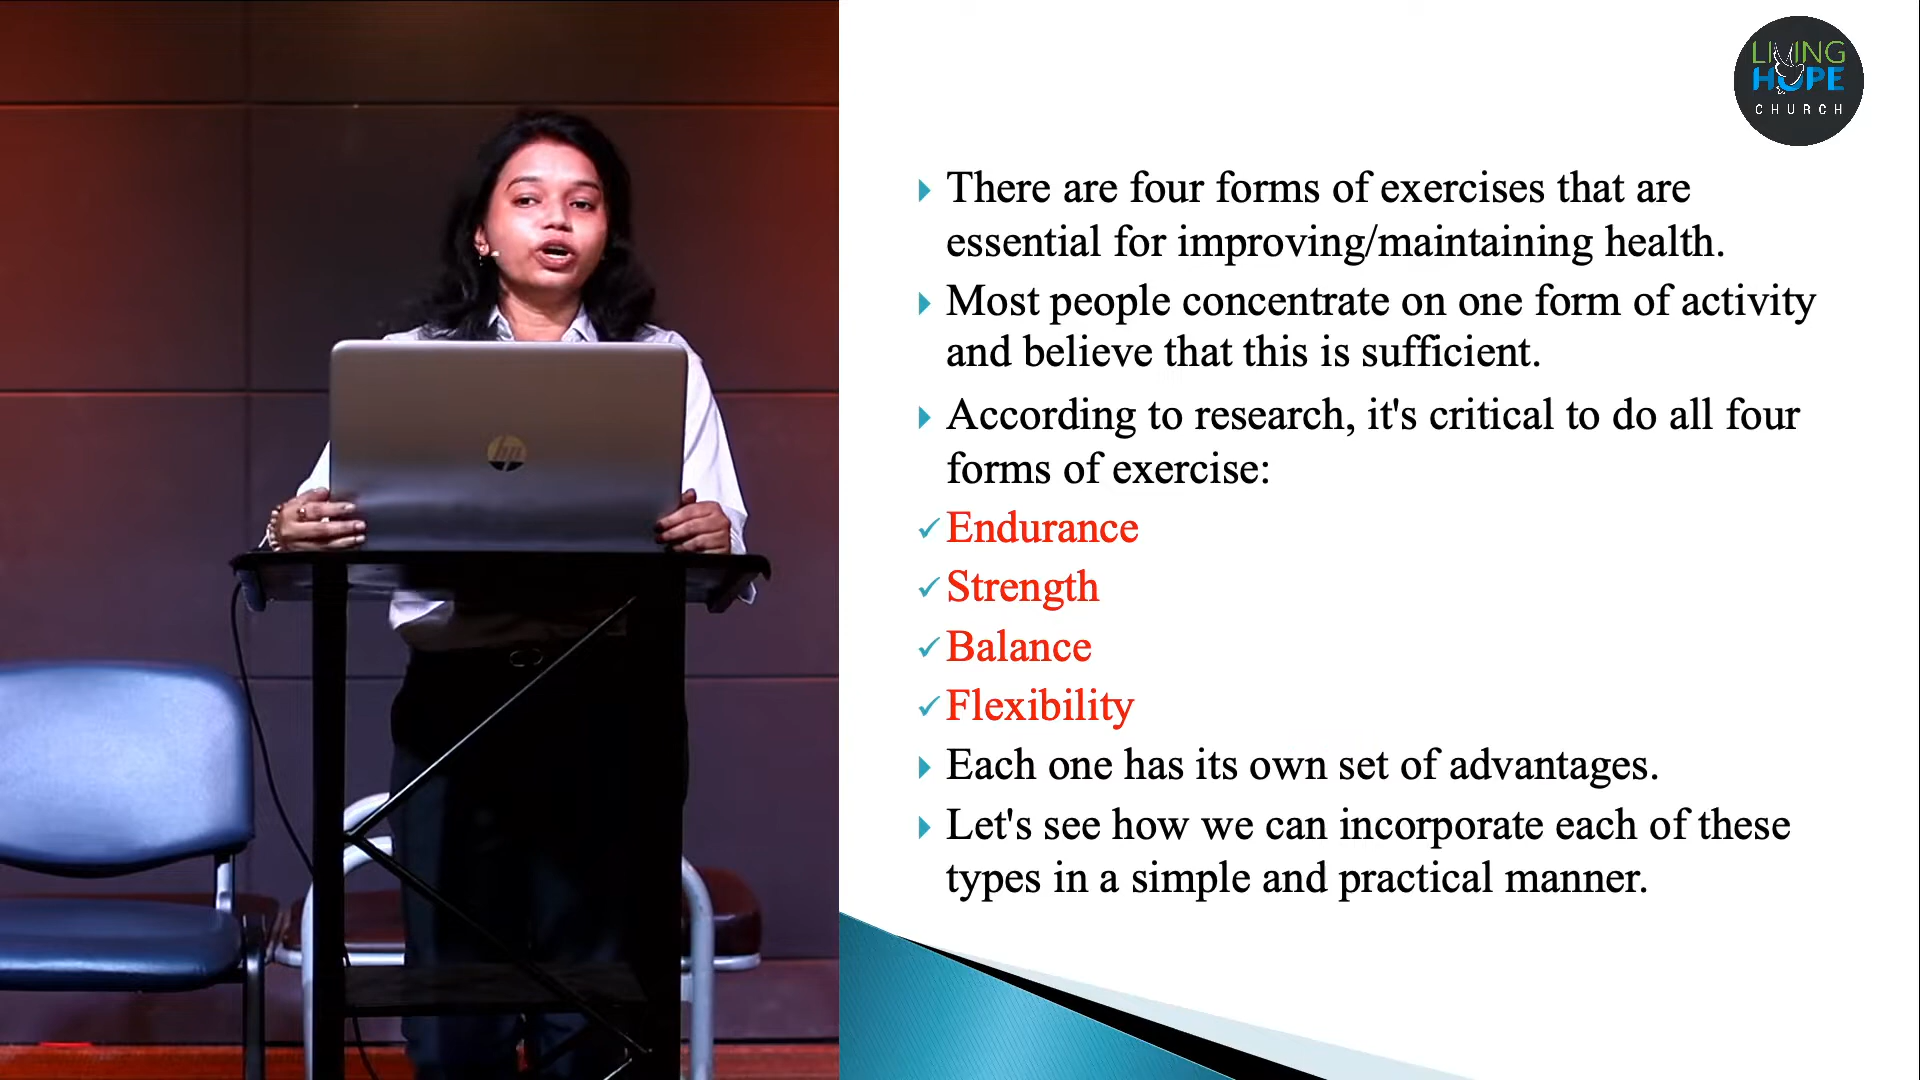 LIVING
HOPE
CHURCH
There are four forms of exercises that are
essential for improving/maintaining health.
Most people concentrate on one form of activity
and believe that this is sufficient.
According to research, it's critical to do all four
forms of exercise:
Endurance
Strength
Balance
Flexibility
Each one has its own set of advantages.
Let's see how we can incorporate each of these
types in a simple and practical manner.
hp